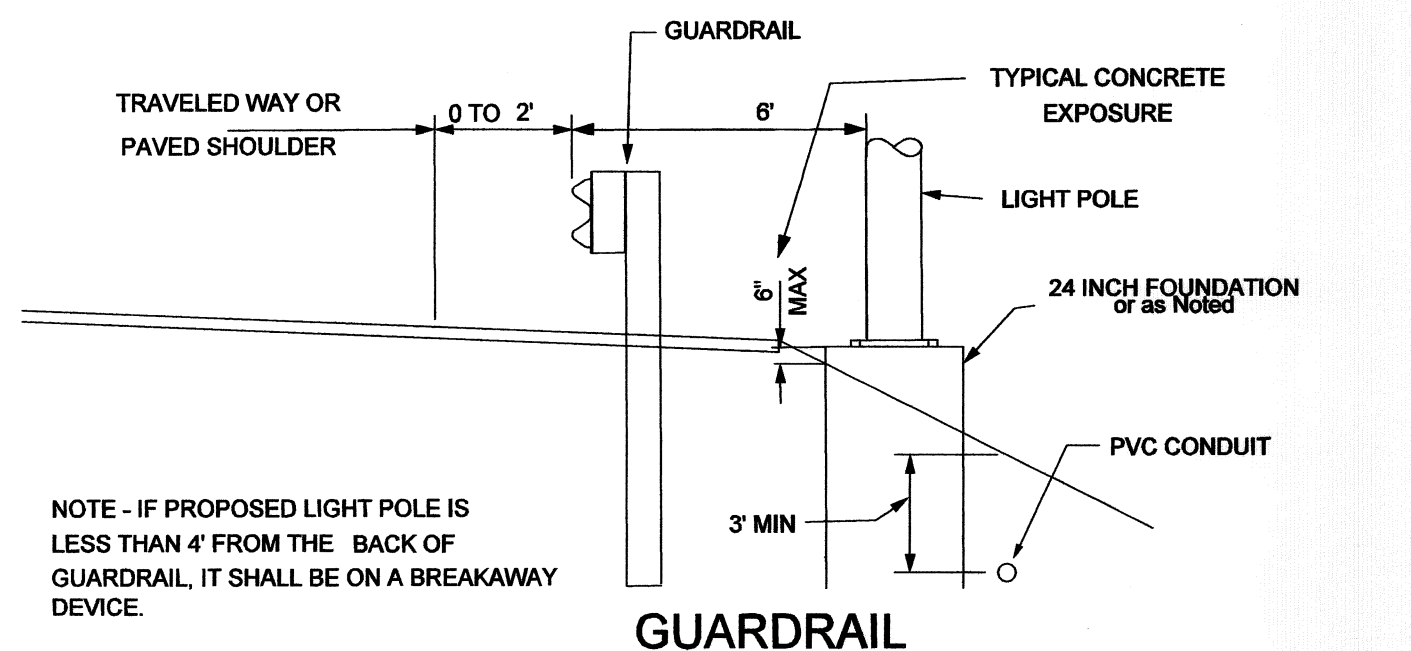 GUARDRAIL
TYPICAL CONCRETE
EXPOSURE
TRAVELED WAY OR
PAVED SHOULDER
0 TO 2'
6'
LIGHT POLE
6"
MAX
24 INCH FOUNDATION
or as Noted
PVC CONDUIT
3' MIN
NOTE - IF PROPOSED LIGHT POLE IS
LESS THAN 4' FROM THE BACK OF
GUARDRAIL, IT SHALL BE ON A BREAKAWAY
DEVICE.
GUARDRAIL